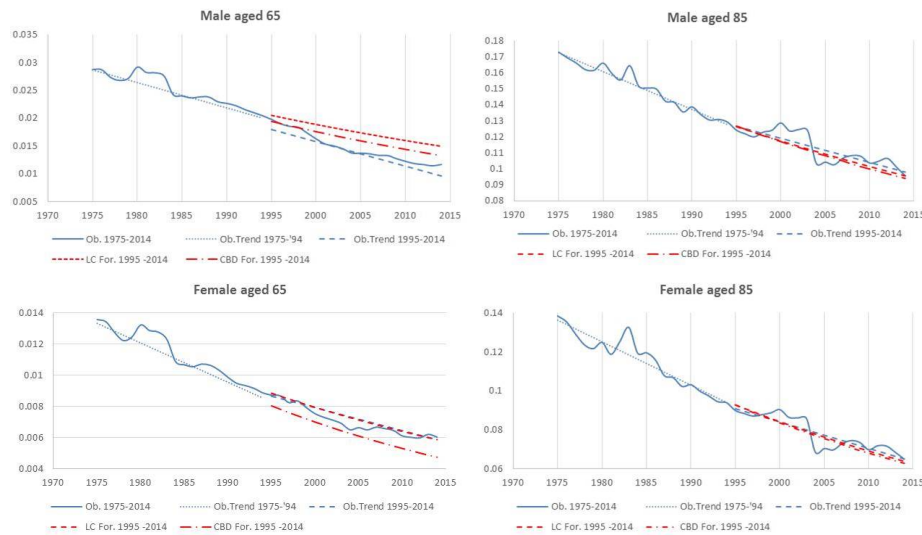 Male aged 65
0.035
0.03
0.025
0.02
0.015
0.01
0.005
1970 1975 1980 1985 1990 1995 2000 2005 2010 2015
Ob. 1975-2014 Ob.Trend 1975-'94 Ob.Trend 1995-2014
LC For. 1995 -2014 CBD For. 1995 -2014
Male aged 85
0.18
0.17
0.16
0.15
0.14
0.13
0.12
0.11
0.1
0.09
0.08
1970 1975 1980 1985 1990 1995 2000 2005 2010 2015
Ob. 1975-2014 Ob.Trend 1975-'94 Ob.Trend 1995-2014
LC For. 1995 -2014 CBD For. 1995 -2014
Female aged 65
0.014
0.012
0.01
0.008
0.006
0.004
1970 1975 1980 1985 1990 1995 2000 2005 2010 2015
Ob. 1975-2014 Ob.Trend 1975-'94 Ob.Trend 1995-2014
LC For. 1995 -2014 CBD For. 1995 -2014
Female aged 85
0.14
0.12
0.1
0.08
0.06
1970 1975 1980 1985 1990 1995 2000 2005 2010 2015
Ob. 1975-2014 Ob.Trend 1975-'94 Ob.Trend 1995-2014
LC For. 1995 -2014 CBD For. 1995 -2014